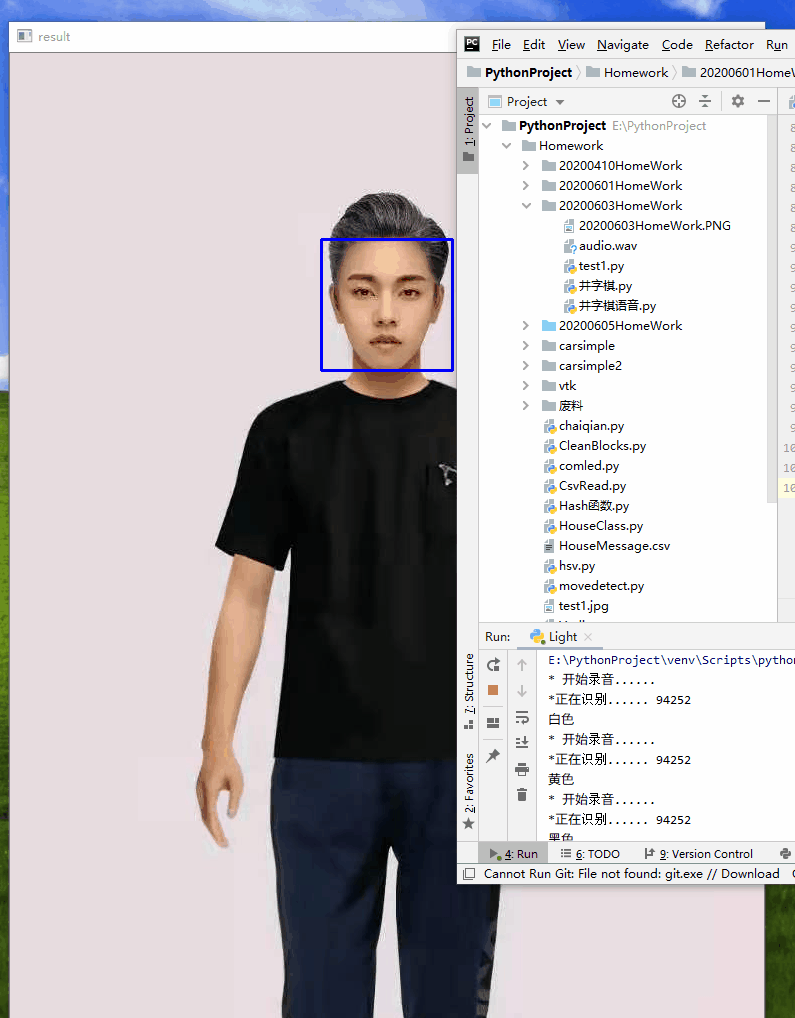 result
PC
File Edit View Navigate Code Refactor Run
PythonProject Homework 20200601HomeW
1: Project
Project
PythonProject E:\PythonProject
Homework
20200410HomeWork
20200601HomeWork
20200603HomeWork
20200603HomeWork.PNG
audio.wav
test1.py
井字棋.py
井字棋语音.py
20200605HomeWork
carsimple
carsimple2
vtk
废料
chaiqian.py
CleanBlocks.py
comled.py
CsvRead.py
Hash函数.py
HouseClass.py
HouseMessage.csv
hsv.py
movedetect.py
test1.jpg
7: Structure
2: Favorites
Run: Light
E:\PythonProject\venv\Scripts\python
* 开始录音......
*正在识别...... 94252
白色
* 开始录音......
*正在识别...... 94252
黄色
* 开始录音......
*正在识别...... 94252
黑色
4: Run 6: TODO 9: Version Control
Cannot Run Git: File not found: git.exe // Download